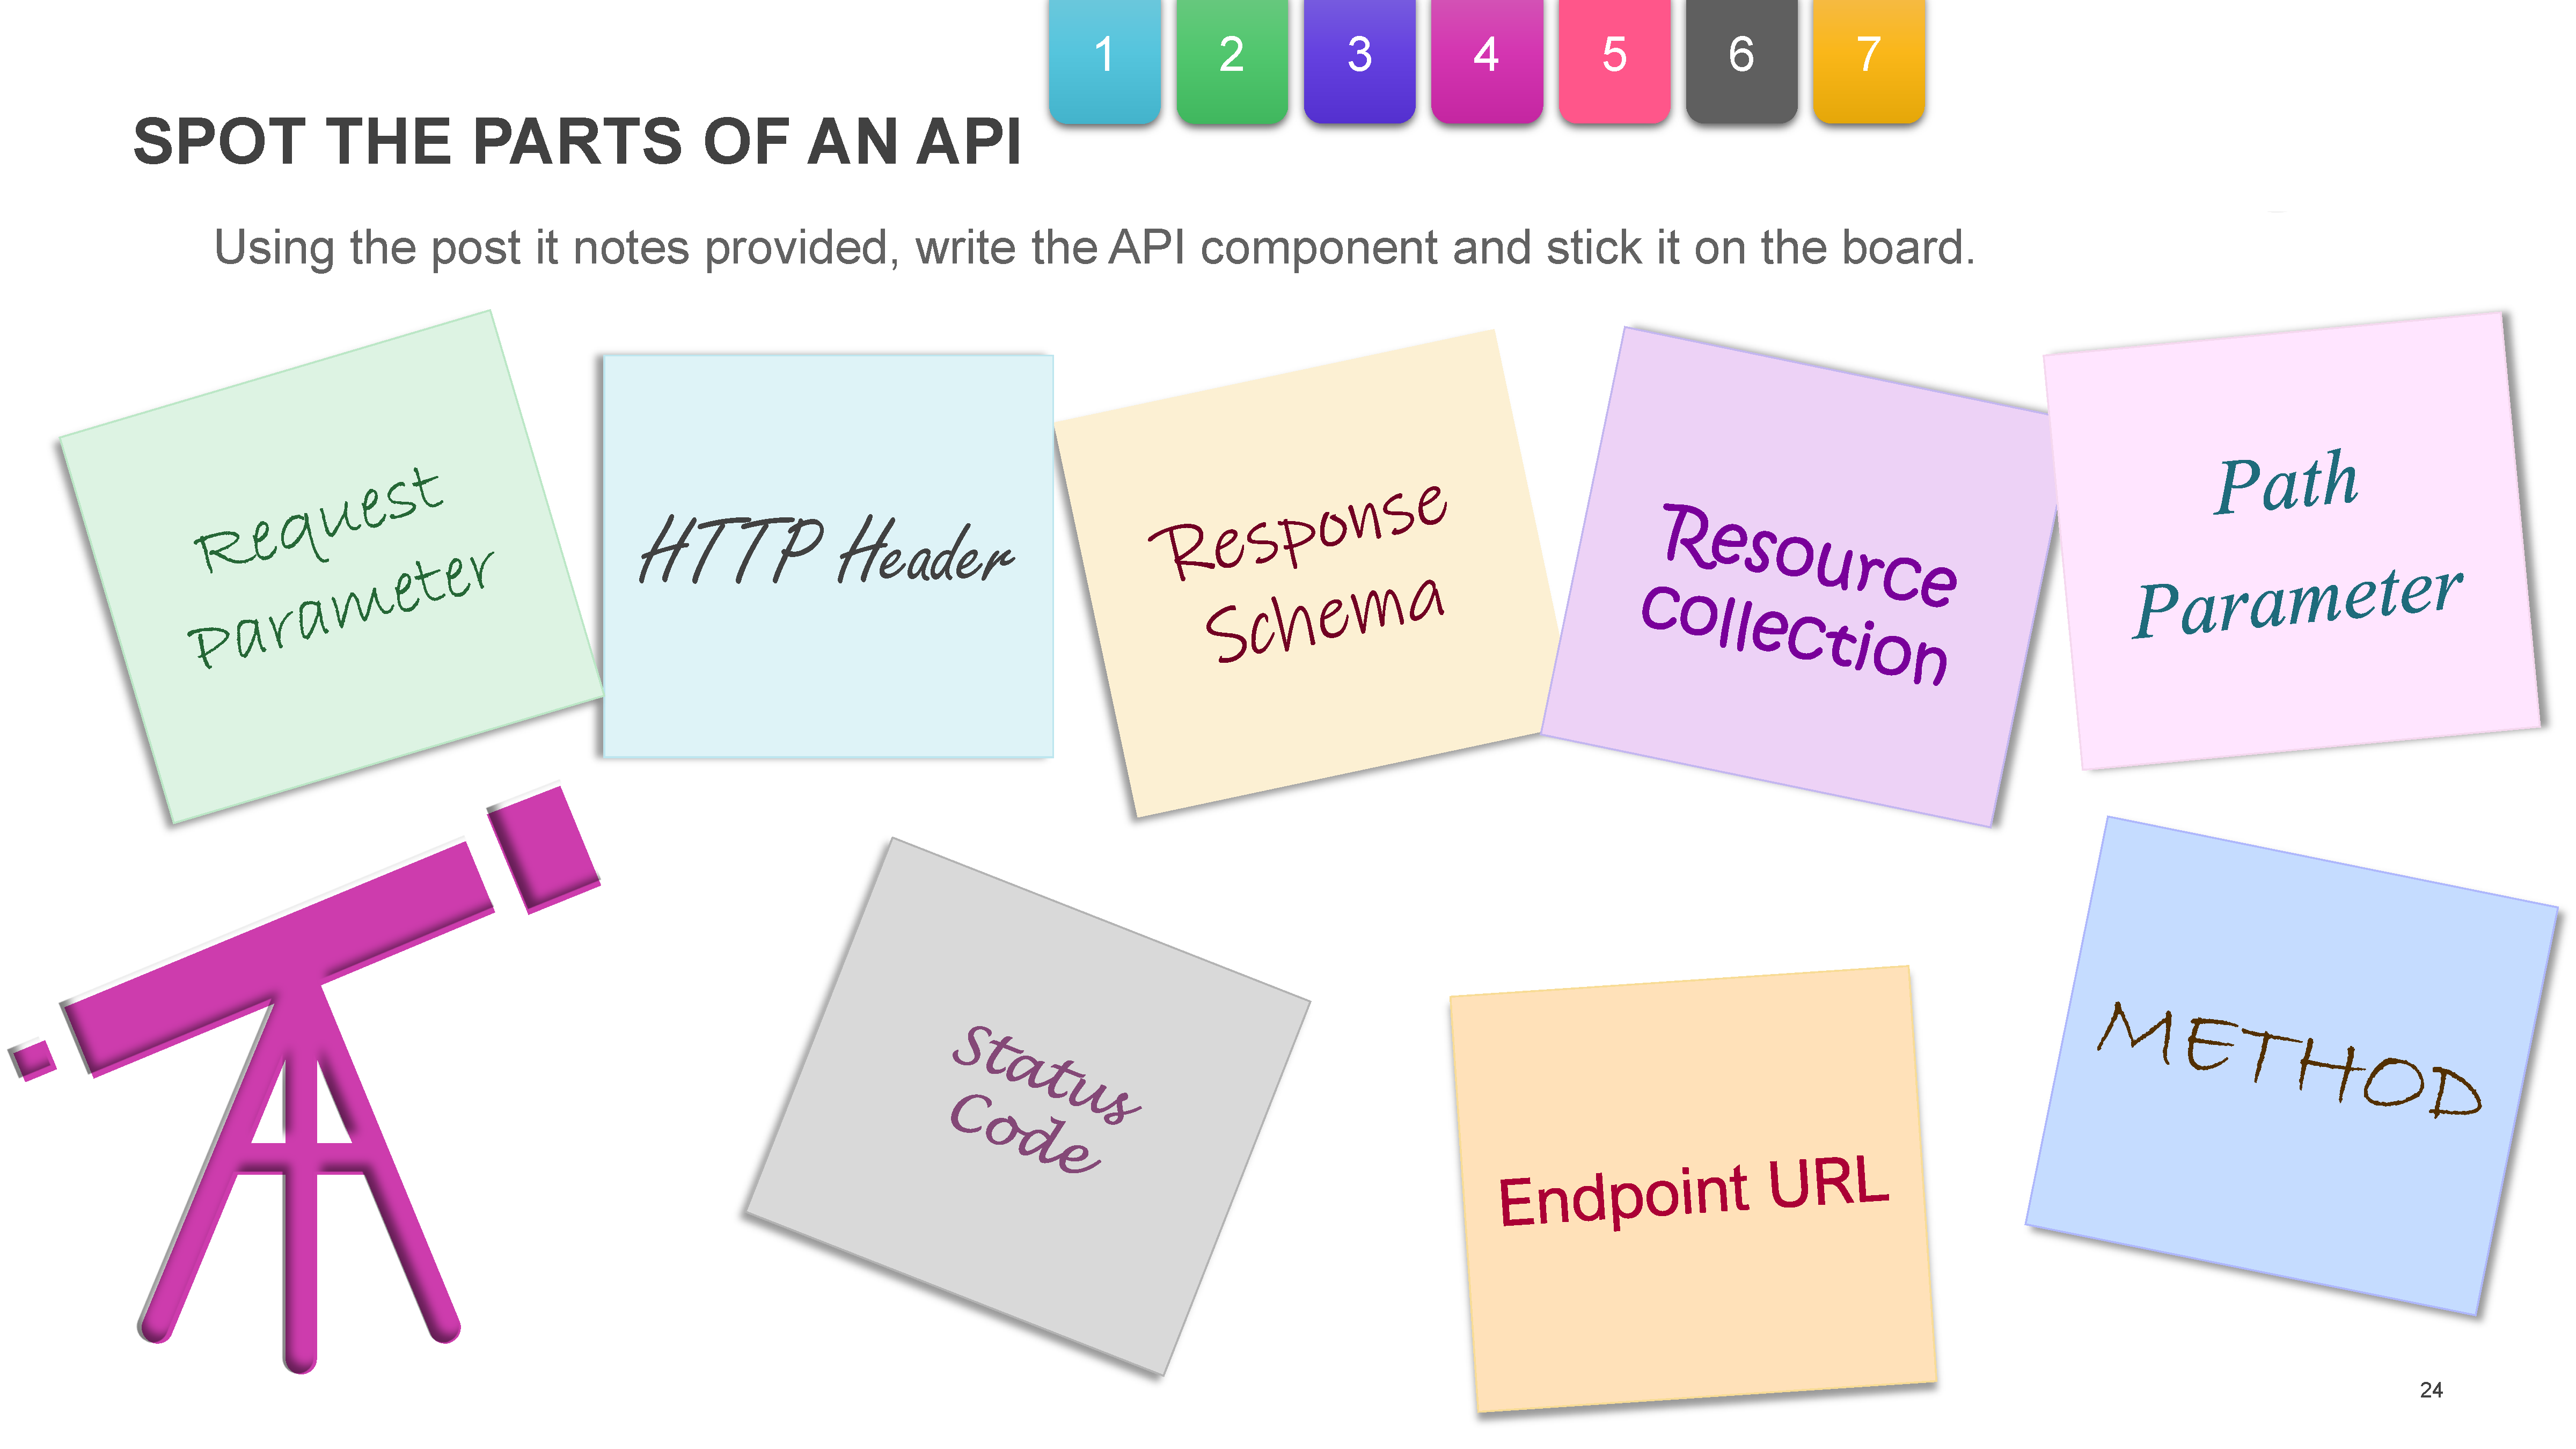 1 2 3 4 5 6 7
SPOT THE PARTS OF AN API
Using the post it notes provided, write the API component and stick it on the board.
Request
Parameter
HTTP Header
Response
Schema
Resource
collection
Path
Parameter
Status
Code
Endpoint URL
METHOD
24